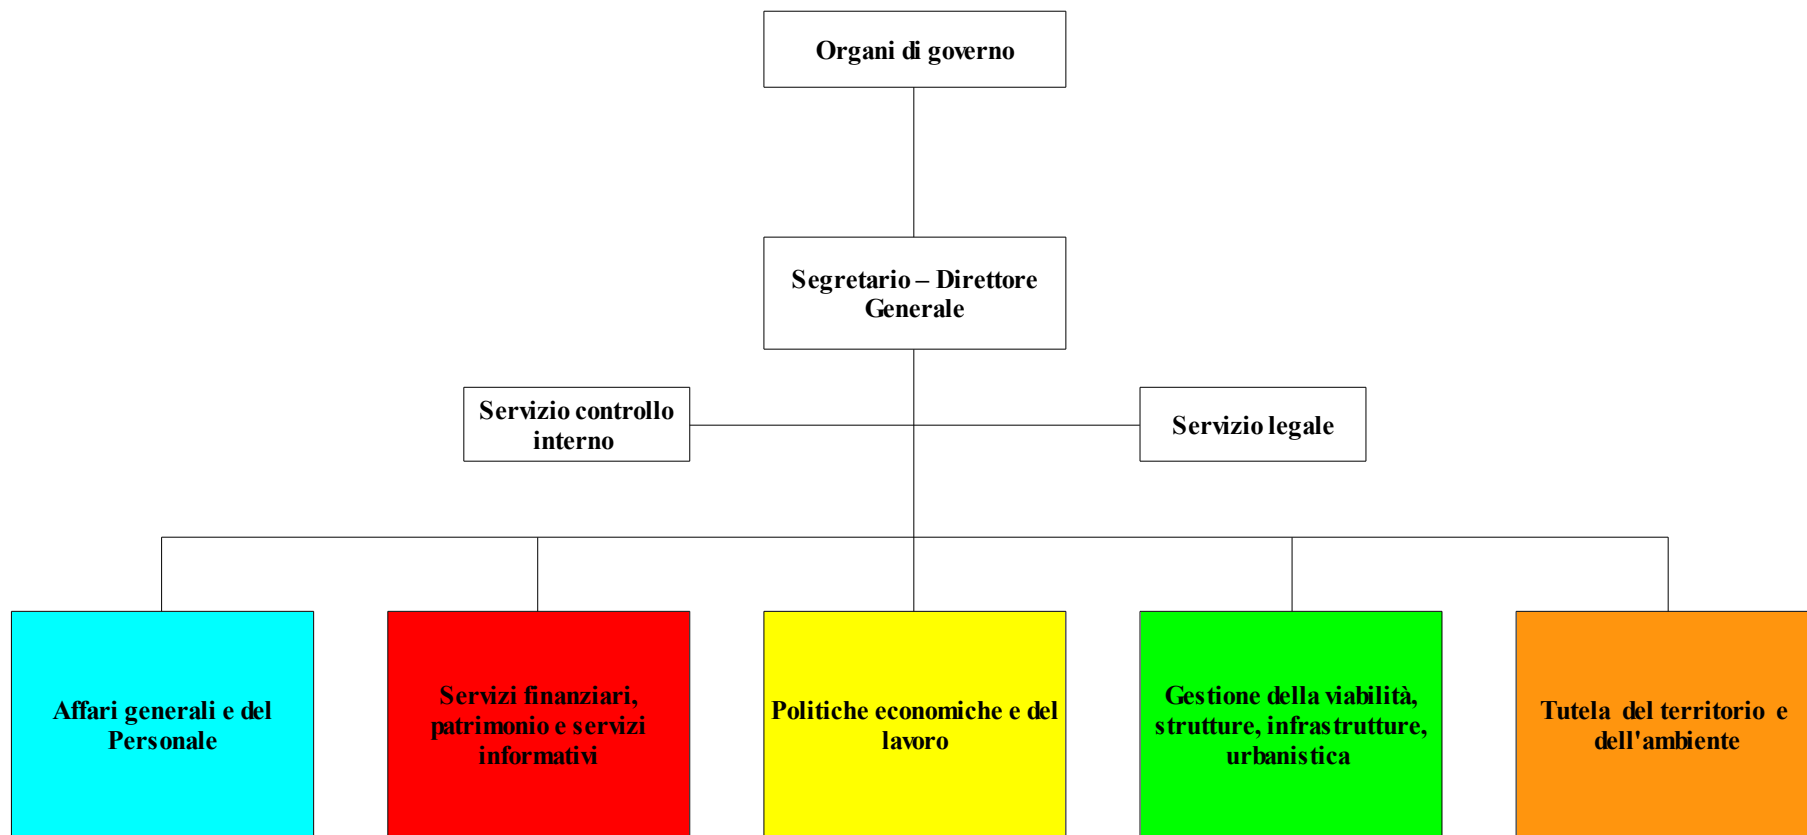 Organi di governo
Segretario – Direttore
Generale
Servizio controllo
interno
Servizio legale
Affari generali e del
Personale
Servizi finanziari,
patrimonio e servizi
informativi
Politiche economiche e del
lavoro
Gestione della viabilità,
strutture, infrastrutture,
urbanistica
Tutela del territorio e
dell'ambiente